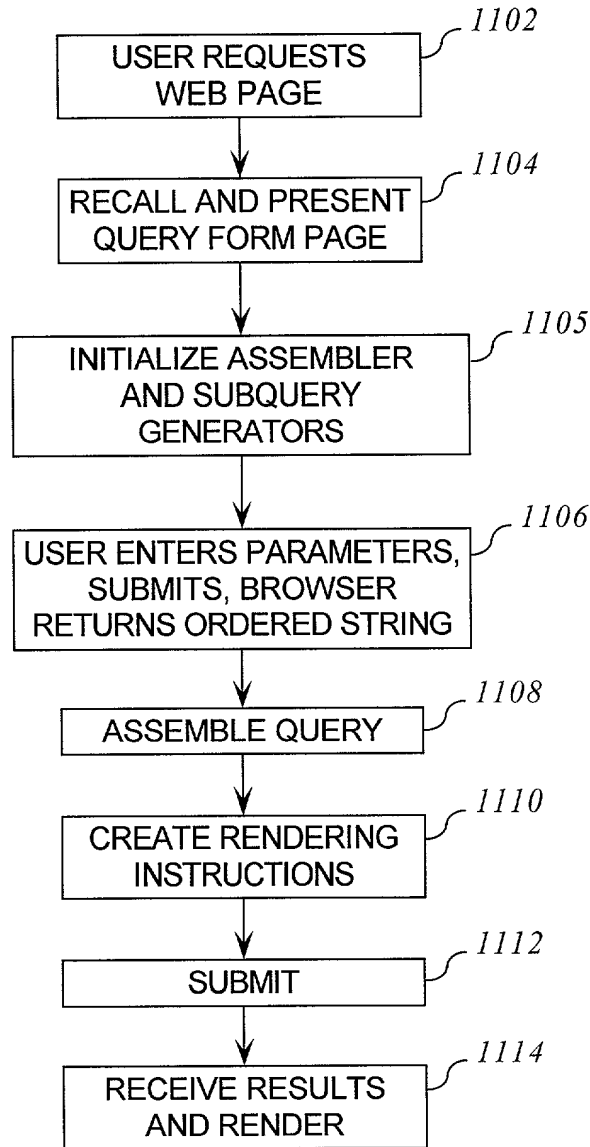 1102
USER REQUESTS
WEB PAGE
1104
RECALL AND PRESENT
QUERY FORM PAGE
1105
INITIALIZE ASSEMBLER
AND SUBQUERY
GENERATORS
1106
USER ENTERS PARAMETERS,
SUBMITS, BROWSER
RETURNS ORDERED STRING
1108
ASSEMBLE QUERY
1110
CREATE RENDERING
INSTRUCTIONS
1112
SUBMIT
1114
RECEIVE RESULTS
AND RENDER